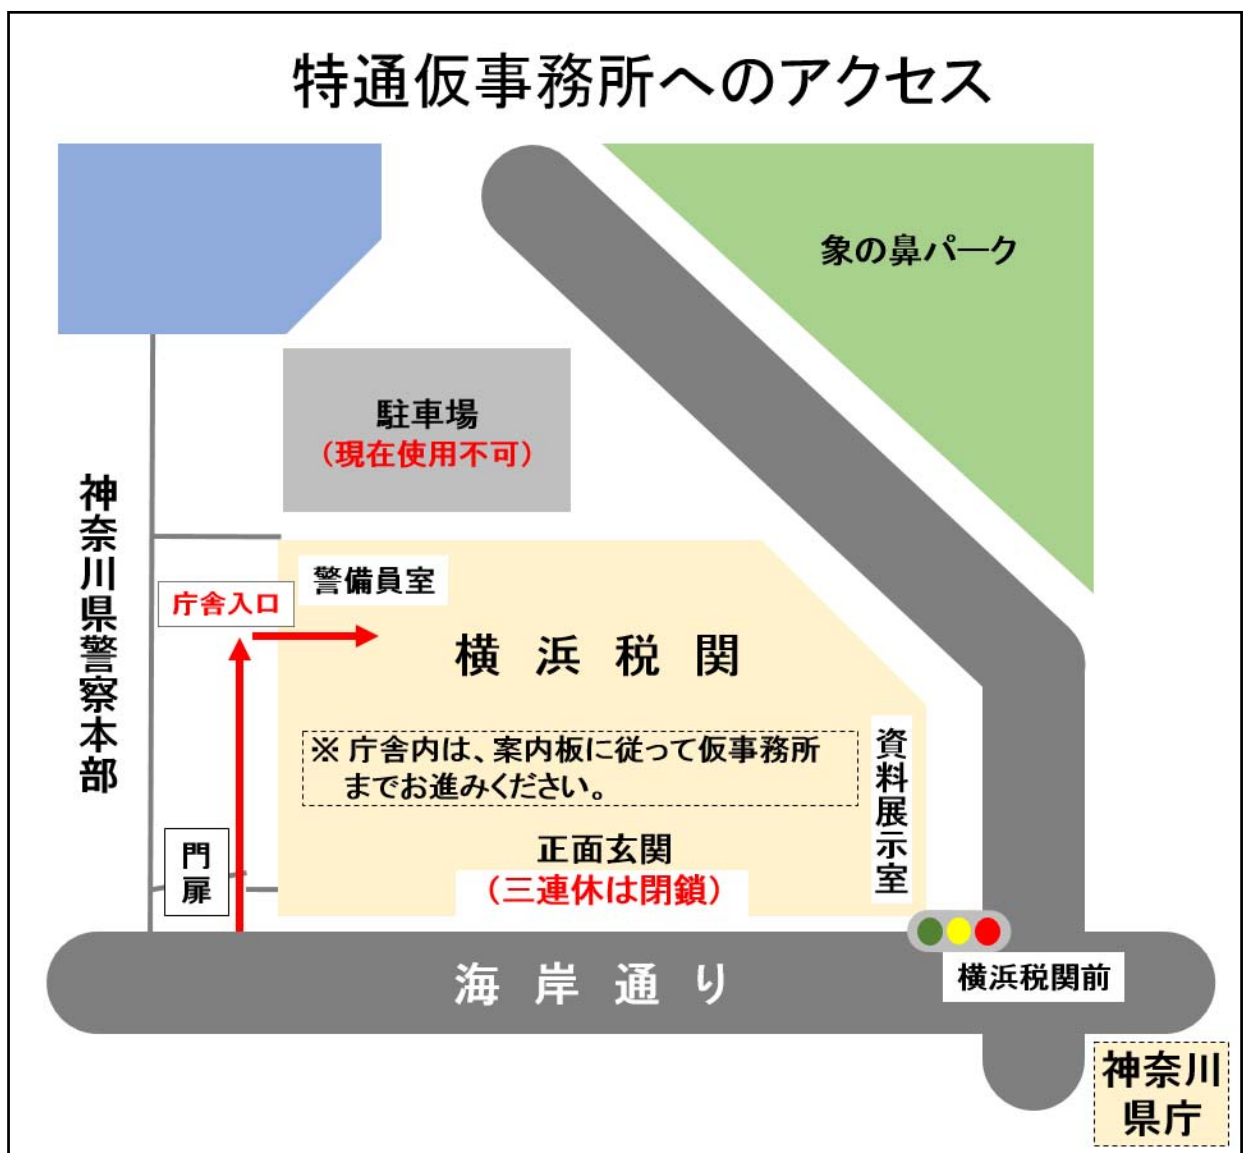 特通仮事務所へのアクセス
象の鼻パーク
駐車場
（現在使用不可）
神奈川県警察本部
警備員室
庁舎入口
横浜税関
※ 庁舎内は、案内板に従って仮事務所
までお進みください。
資料展示室
正面玄関
（三連休は閉鎖）
門扉
海岸通り
横浜税関前
神奈川
県庁